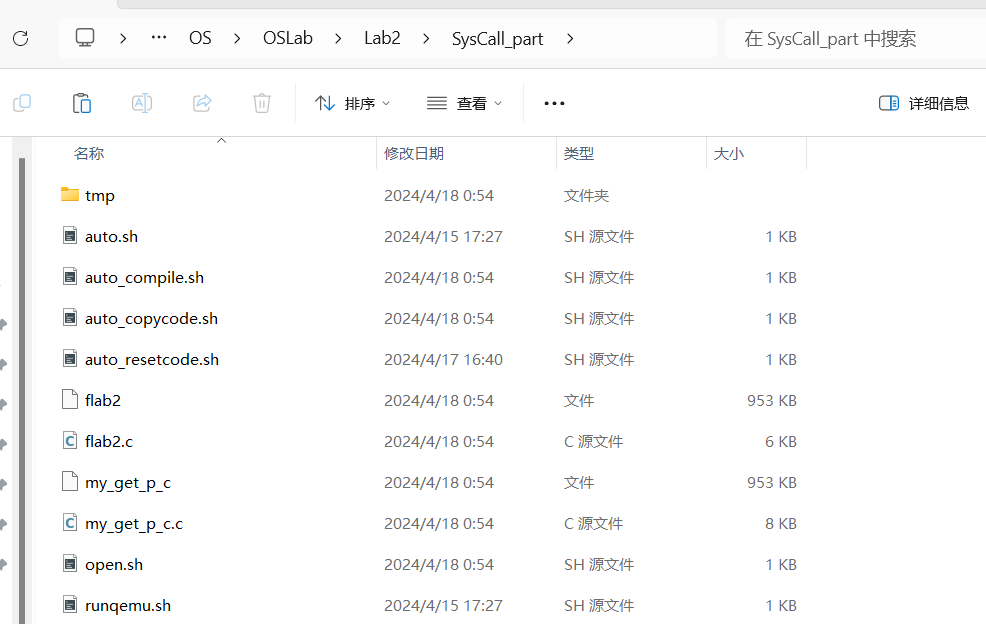 … OS OSLab Lab2 SysCall_part 在 SysCall_part 中搜索
排序 查看 … 详细信息
名称 修改日期 类型 大小
tmp 2024/4/18 0:54 文件夹
auto.sh 2024/4/15 17:27 SH 源文件 1 KB
auto_compile.sh 2024/4/18 0:54 SH 源文件 1 KB
auto_copycode.sh 2024/4/18 0:54 SH 源文件 1 KB
auto_resetcode.sh 2024/4/17 16:40 SH 源文件 1 KB
flab2 2024/4/18 0:54 文件 953 KB
flab2.c 2024/4/18 0:54 C 源文件 6 KB
my_get_p_c 2024/4/18 0:54 文件 953 KB
my_get_p_c.c 2024/4/18 0:54 C 源文件 8 KB
open.sh 2024/4/18 0:54 SH 源文件 1 KB
runqemu.sh 2024/4/15 17:27 SH 源文件 1 KB